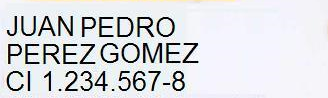 JUAN PEDRO
PEREZ GOMEZ
CI 1.234.567-8